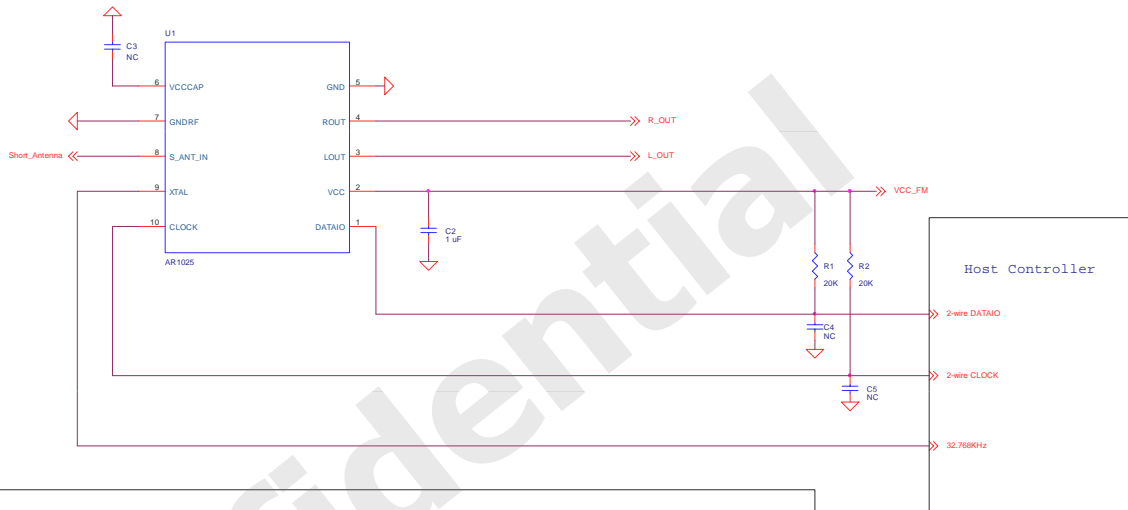 U1
C3
NC
6 VCCCAP GND 5
7 GNDRF ROUT 4 R_OUT
Short_Antenna 8 S_ANT_IN LOUT 3 L_OUT
9 XTAL VCC 2 VCC_FM
10 CLOCK DATAIO 1
AR1025
C2
1 uF
R1
20K
R2
20K
Host Controller
2-wire DATAIO
C4
NC
2-wire CLOCK
C5
NC
32.768KHz
fidential